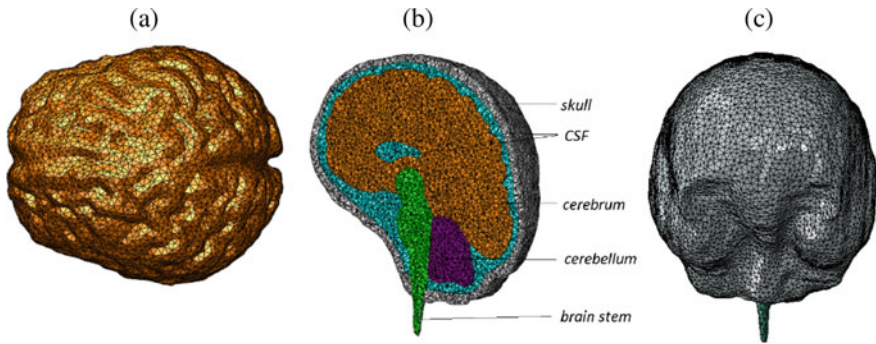 (a)
(b)
(c)
skull
CSF
cerebrum
cerebellum
brain stem